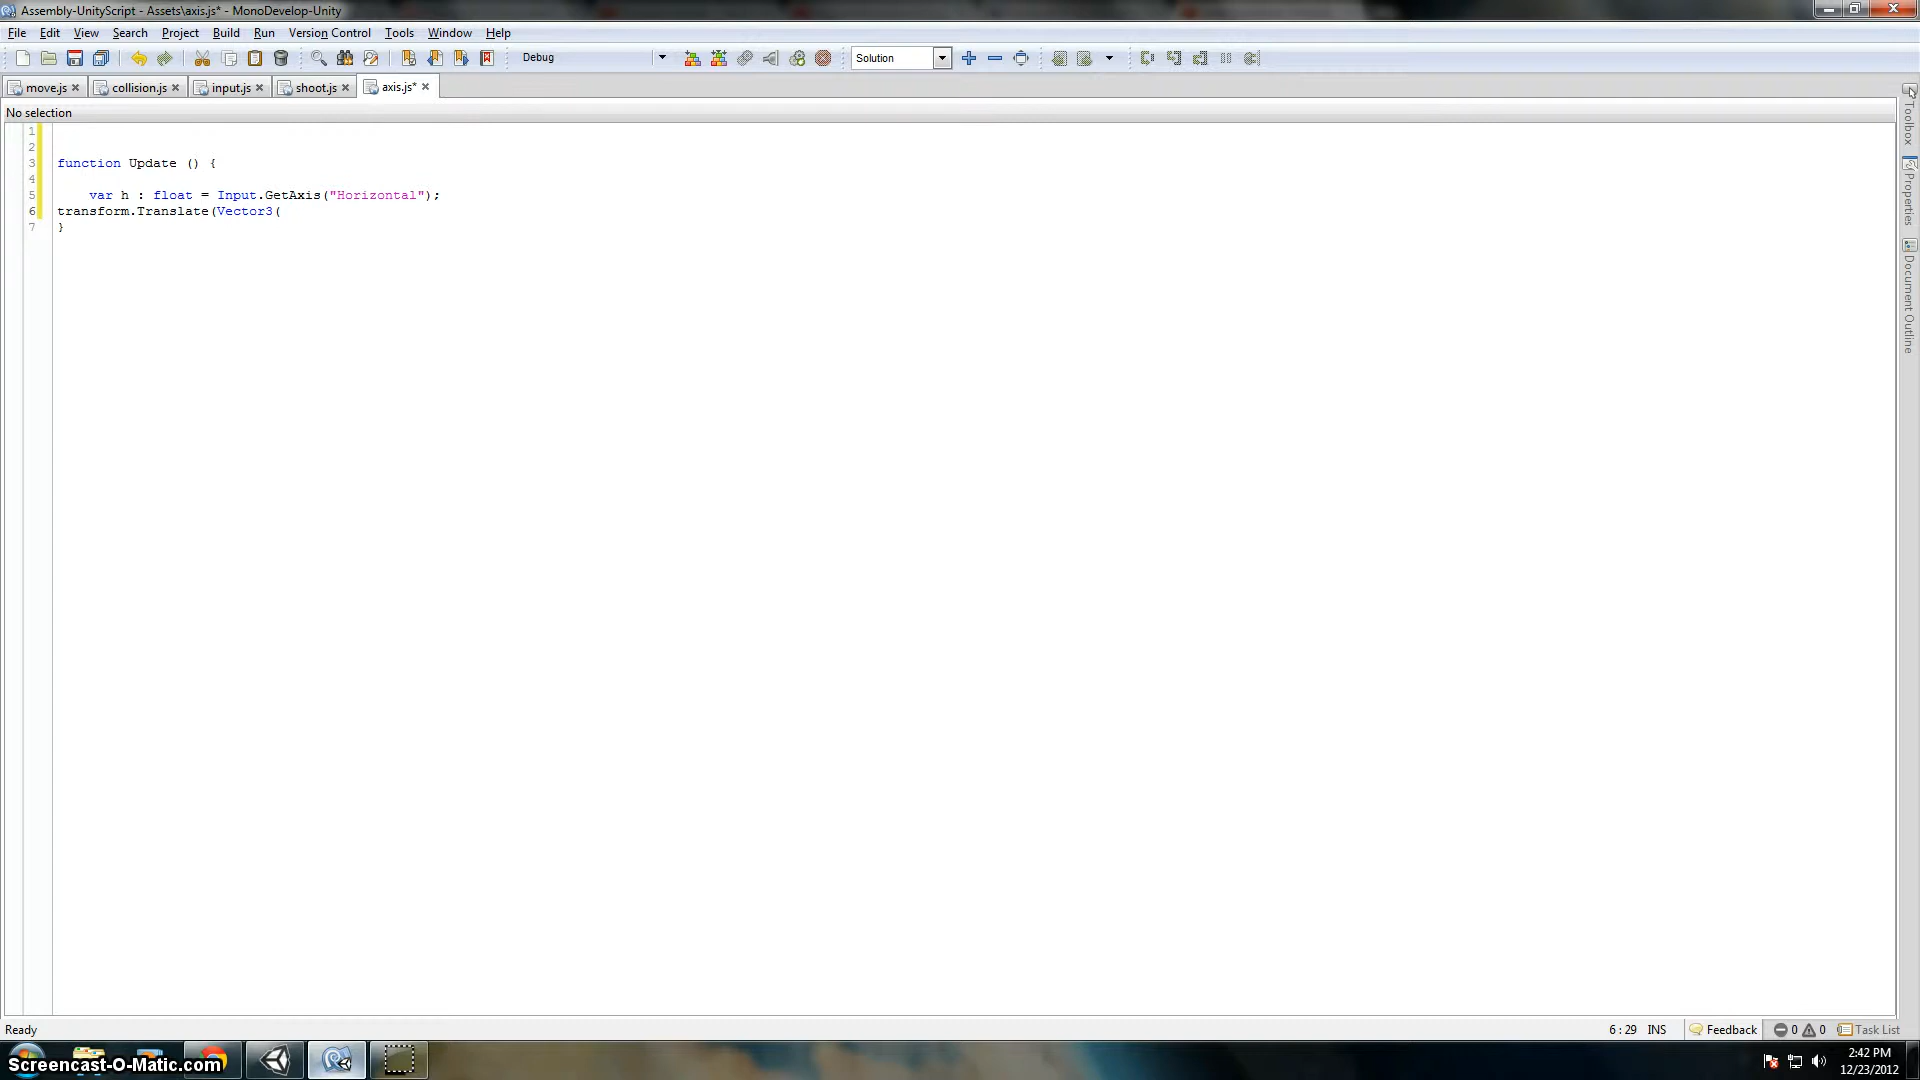 Assembly-UnityScript - Assets\axis.js* - MonoDevelop-Unity
File Edit View Search Project Build Run Version Control Tools Window Help
Debug Solution
move.js collision.js input.js shoot.js axis.js*
No selection
1
2
3 function Update () {
4
5 var h : float = Input.GetAxis("Horizontal");
6 transform.Translate(Vector3(
7 }
Toolbox
Properties
Document Outline
Ready 6 : 29 INS Feedback 0 0 Task List
Screencast-O-Matic.com
2:42 PM
12/23/2012